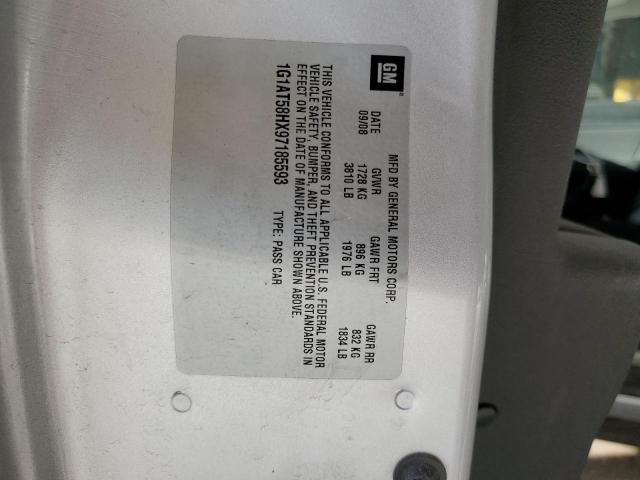 GM
MFD BY GENERAL MOTORS CORP.
DATE GVWR GAWR FRT GAWR RR
09/08 1728 KG 896 KG 832 KG
3810 LB 1976 LB 1834 LB
THIS VEHICLE CONFORMS TO ALL APPLICABLE U.S. FEDERAL MOTOR
VEHICLE SAFETY, BUMPER, AND THEFT PREVENTION STANDARDS IN
EFFECT ON THE DATE OF MANUFACTURE SHOWN ABOVE.
1G1AT58HX97185593 TYPE: PASS CAR